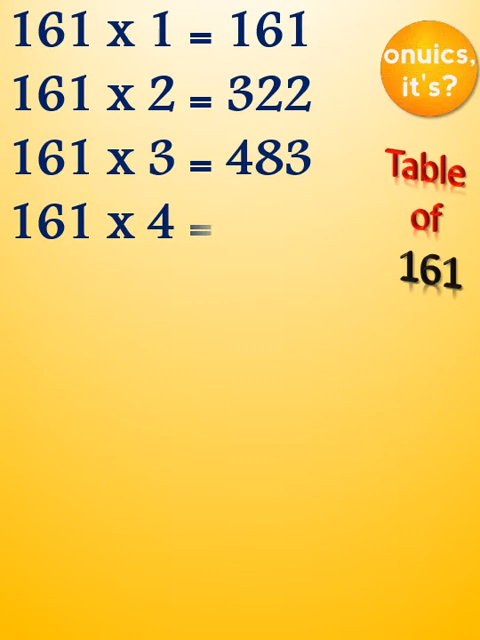 161 x 1 = 161
161 x 2 = 322
161 x 3 = 483
161 x 4 =
onuics,
it's?
Table
of
161